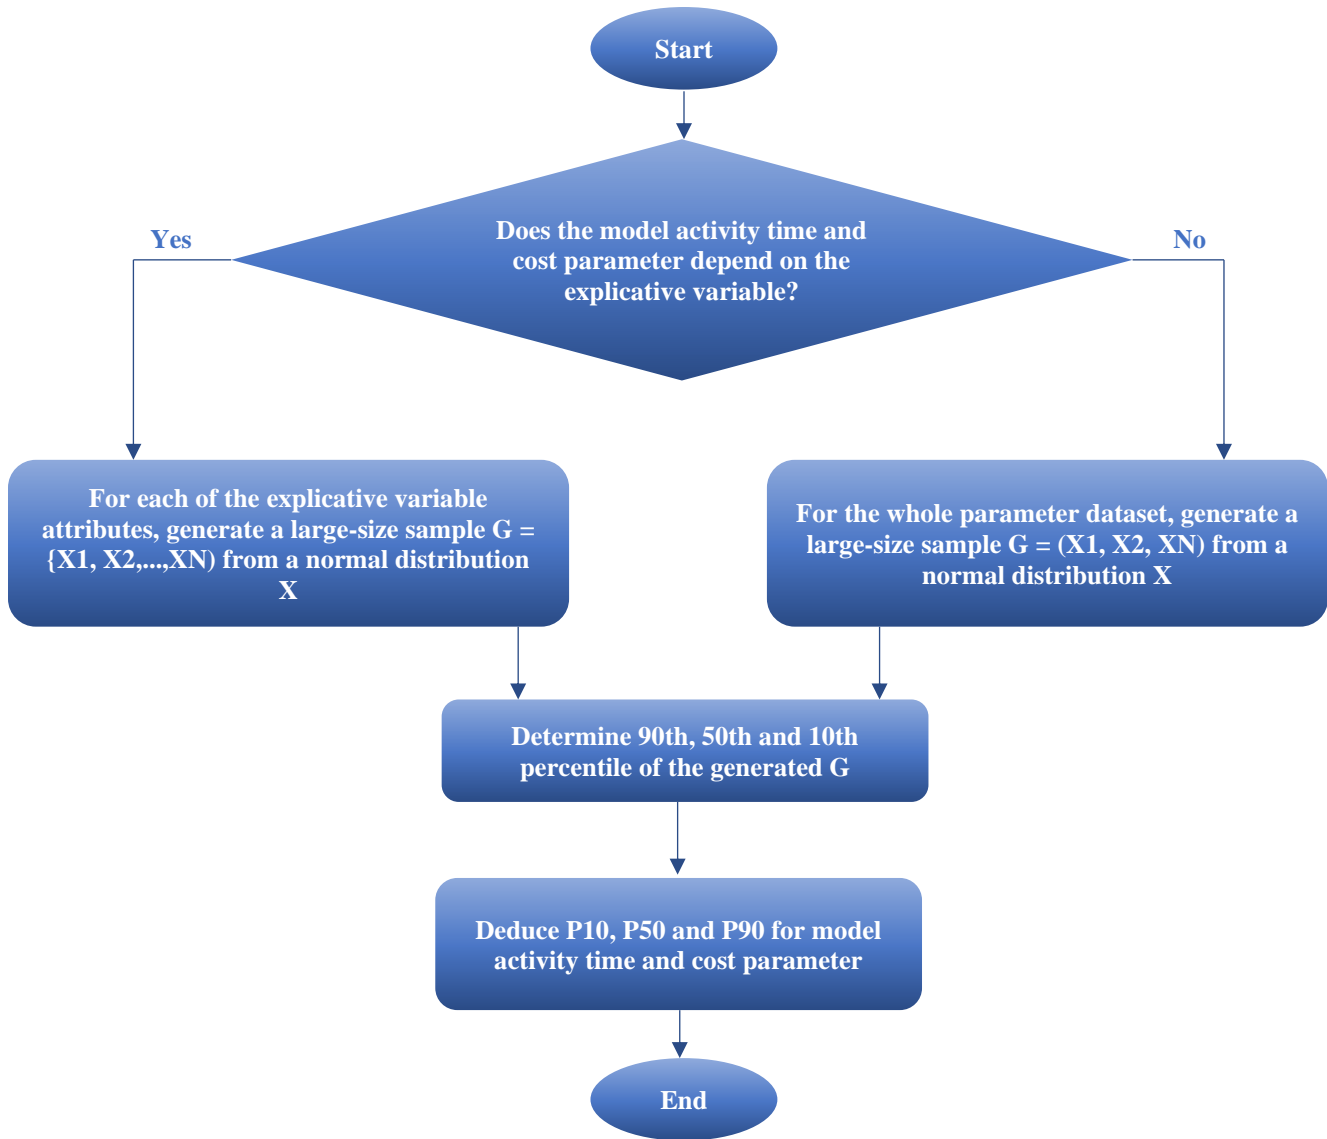 Start
Does the model activity time and
cost parameter depend on the
explicative variable?
Yes
No
For each of the explicative variable
attributes, generate a large-size sample G =
{X1, X2,...,XN) from a normal distribution
X
For the whole parameter dataset, generate a
large-size sample G = (X1, X2, XN) from a
normal distribution X
Determine 90th, 50th and 10th
percentile of the generated G
Deduce P10, P50 and P90 for model
activity time and cost parameter
End